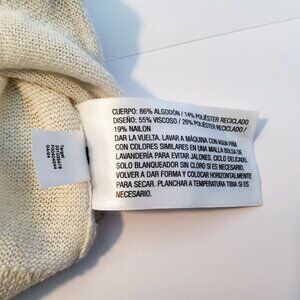 CUERPO: 86% ALGODÓN / 14% POLIÉSTER RECICLADO
DISEÑO: 55% VISCOSO / 26% POLIÉSTER RECICLADO /
19% NAILON
DAR LA VUELTA. LAVAR A MÁQUINA CON AGUA FRÍA
CON COLORES SIMILARES EN UNA MALLA BOLSA DE
LAVANDERÍA PARA EVITAR JALONES. CICLO DELICADO.
SOLO BLANQUEADOR SIN CLORO SI ES NECESARIO.
VOLVER A DAR FORMA Y COLOCAR HORIZONTALMENTE
PARA SECAR. PLANCHAR A TEMPERATURA TIBIA SI ES
NECESARIO.
Target